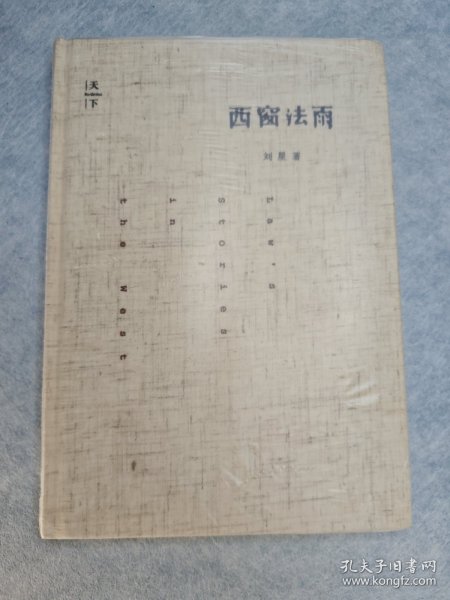 天下
西窗法雨
刘星 著
Law's
Stories
in
the West
孔夫子旧书网
www.kongfz.com